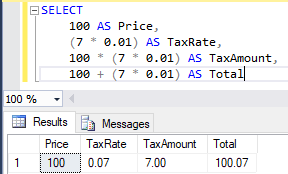 SELECT
100 AS Price,
(7 * 0.01) AS TaxRate,
100 * (7 * 0.01) AS TaxAmount,
100 + (7 * 0.01) AS Total
100 %
Results Messages
Price TaxRate TaxAmount Total
1 100 0.07 7.00 100.07